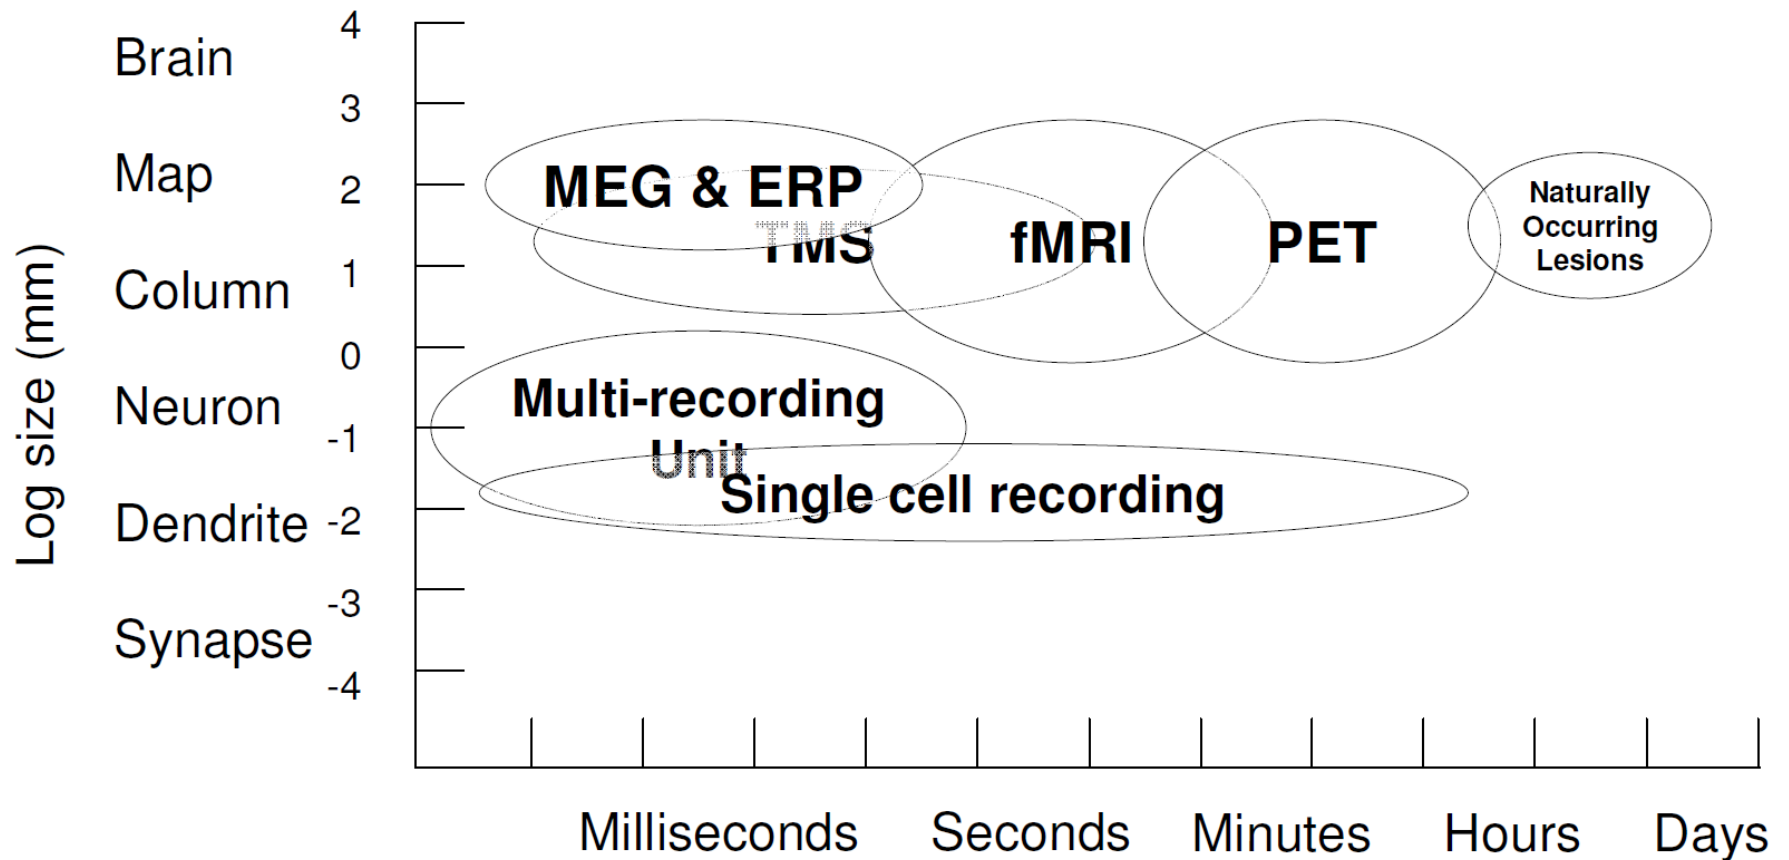 Log size (mm)
Brain
Map
Column
Neuron
Dendrite
Synapse
4
3
2
1
0
-1
-2
-3
-4
MEG & ERP
TMS
fMRI
PET
Naturally
Occurring
Lesions
Multi-recording
Unit
Single cell recording
Milliseconds
Seconds
Minutes
Hours
Days